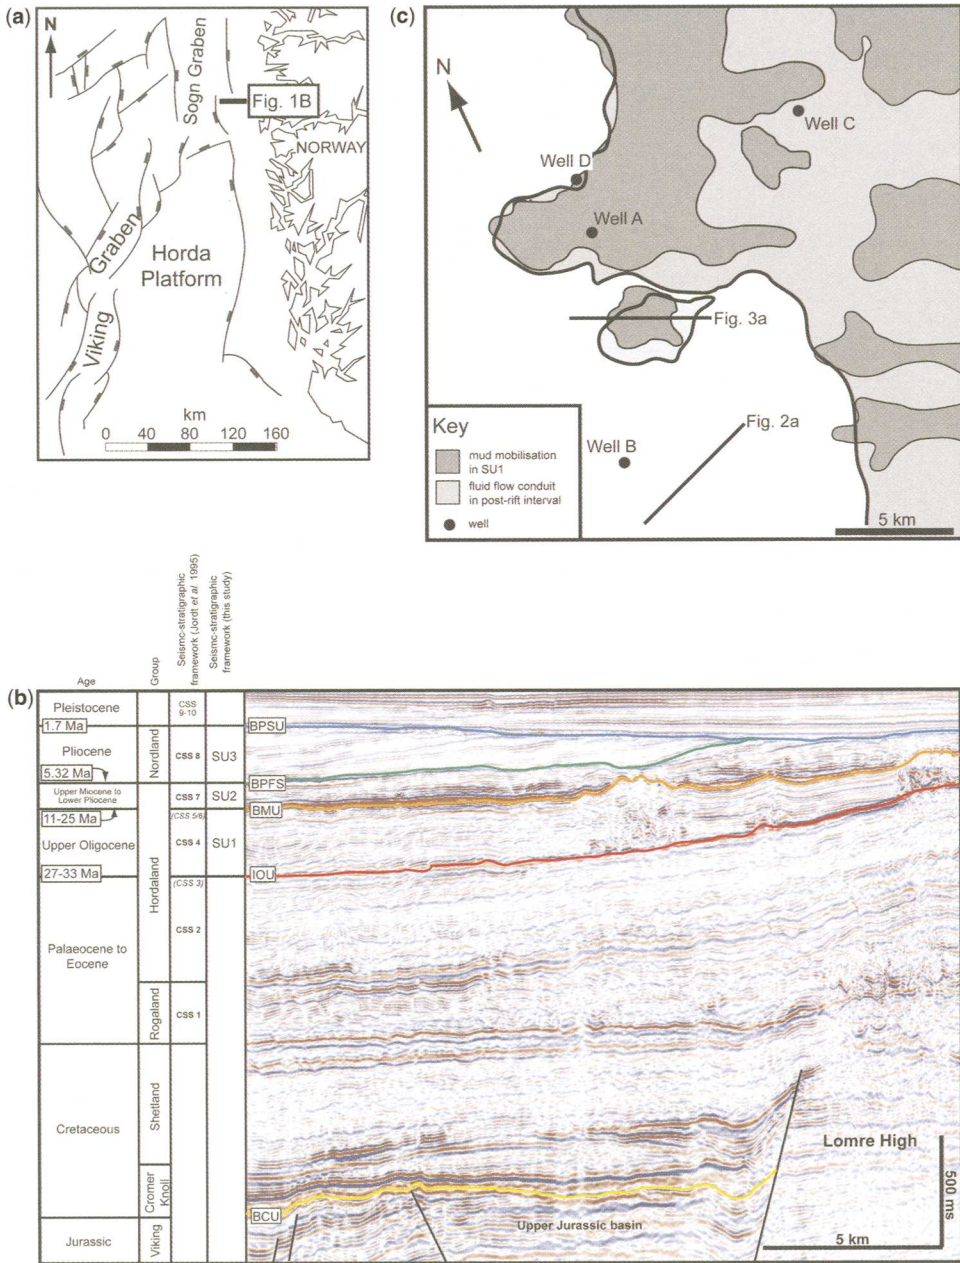 (a)
N
Sogn Graben
Fig. 1B
NORWAY
Graben
Horda
Platform
Viking
km
0 40 80 120 160
(c)
N
Well C
Well D
Well A
Fig. 3a
Fig. 2a
Well B
Key
mud mobilisation
in SU1
fluid flow conduit
in post-rift interval
well
5 km
(b)
Age
Group
Seismc-stratigraphic
framework (Jordt et al. 1995)
Seismc-stratigraphic
framework (this study)
Pleistocene
CSS
9-10
1.7 Ma
BPSU
Pliocene
Nordland
CSS 8
SU3
5.32 Ma
BPFS
Upper Miocene to
Lower Pliocene
CSS 7
SU2
BMU
11-25 Ma
(CSS 5/6)
Upper Oligocene
CSS 4
SU1
27-33 Ma
IOU
Hordaland
(CSS 3)
CSS 2
Palaeocene to
Eocene
Rogaland
CSS 1
Shetland
Cretaceous
Cromer
Knoll
BCU
Jurassic
Viking
Upper Jurassic basin
Lomre High
500 ms
5 km